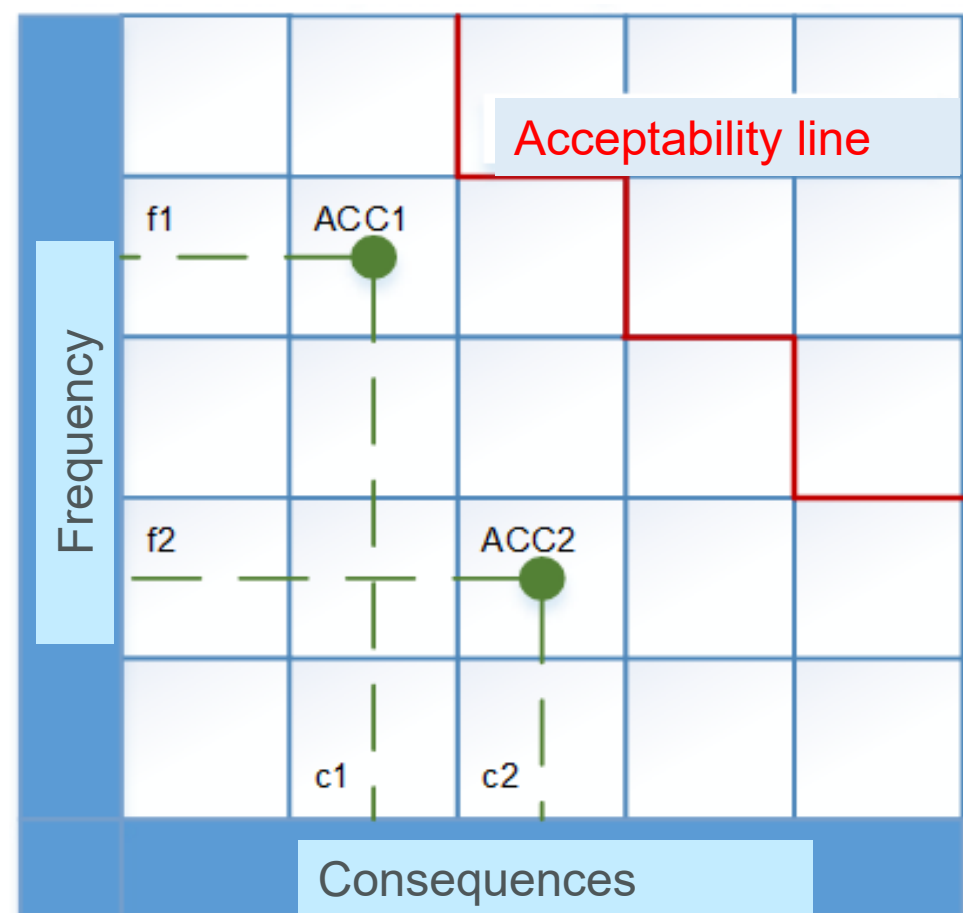 Acceptability line
f1
ACC1
Frequency
f2
ACC2
c1
c2
Consequences